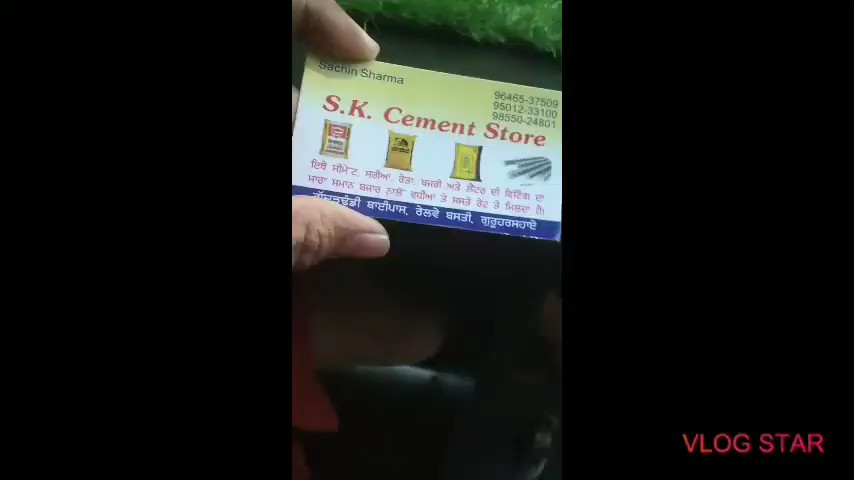 Sachin Sharma
96465-37509
95012-33100
98550-24801
S.K. Cement Store
ਇਥੇ ਸੀਮੇਂਟ, ਸਰੀਆ, ਰੇਤਾ, ਬਜਰੀ ਅਤੇ ਲੈਂਟਰ ਦੀ ਫਿਟਿੰਗ ਦਾ
ਸਾਰਾ ਸਮਾਨ ਬਜ਼ਾਰ ਨਾਲੋਂ ਵਧੀਆ ਤੇ ਸਸਤੇ ਰੇਟ ਤੇ ਮਿਲਦਾ ਹੈ।
ਬਾਈਪਾਸ, ਰੇਲਵੇ ਬਸਤੀ, ਗੁਰੂਹਰਸਹਾਏ
VLOG STAR